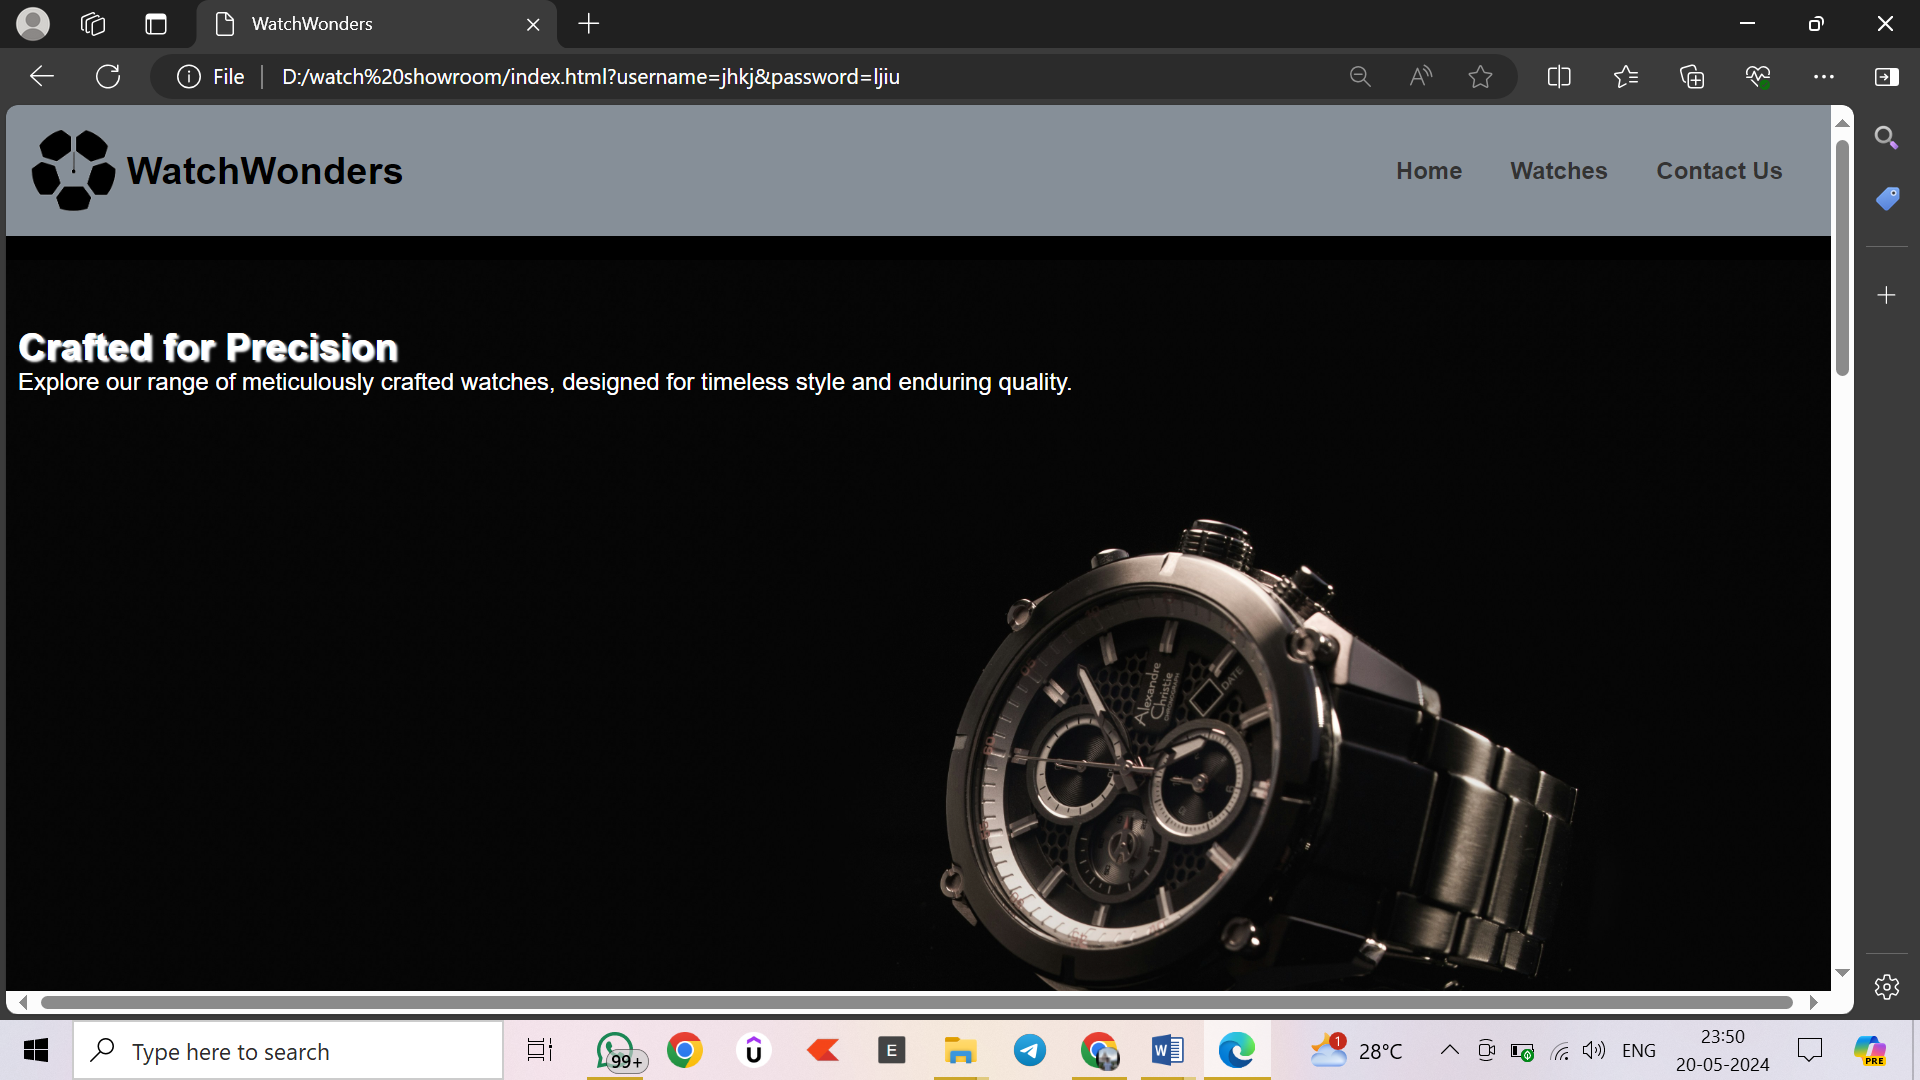 WatchWonders
File
D:/watch%20showroom/index.html?username=jhkj&password=ljiu
WatchWonders
Home
Watches
Contact Us
Crafted for Precision
Explore our range of meticulously crafted watches, designed for timeless style and enduring quality.
Alexandre
Christie
CHRONOGRAPH
DATE
60
Type here to search
99+
E
W
1
28°C
ENG
23:50
20-05-2024
PRE